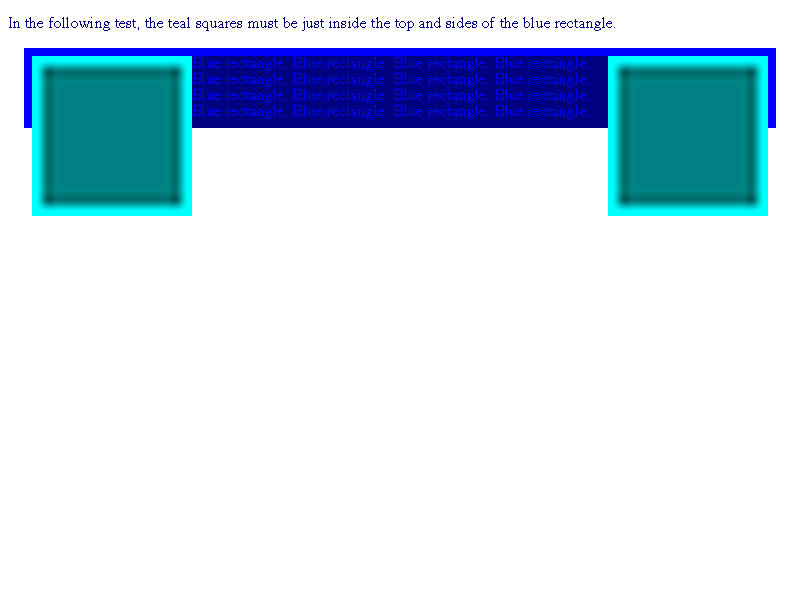 In the following test, the teal squares must be just inside the top and sides of the blue rectangle.
Blue rectangle. Blue rectangle. Blue rectangle. Blue rectangle.
Blue rectangle. Blue rectangle. Blue rectangle. Blue rectangle.
Blue rectangle. Blue rectangle. Blue rectangle. Blue rectangle.
Blue rectangle. Blue rectangle. Blue rectangle. Blue rectangle.